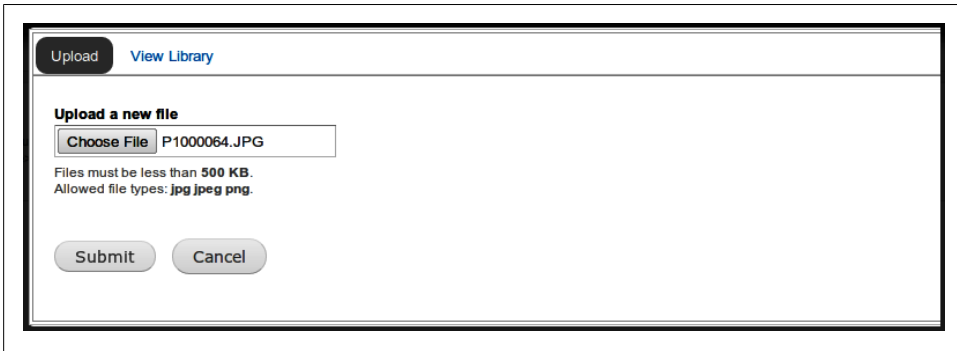 Upload View Library
Upload a new file
Choose File P1000064.JPG
Files must be less than 500 KB.
Allowed file types: jpg jpeg png.
Submit Cancel